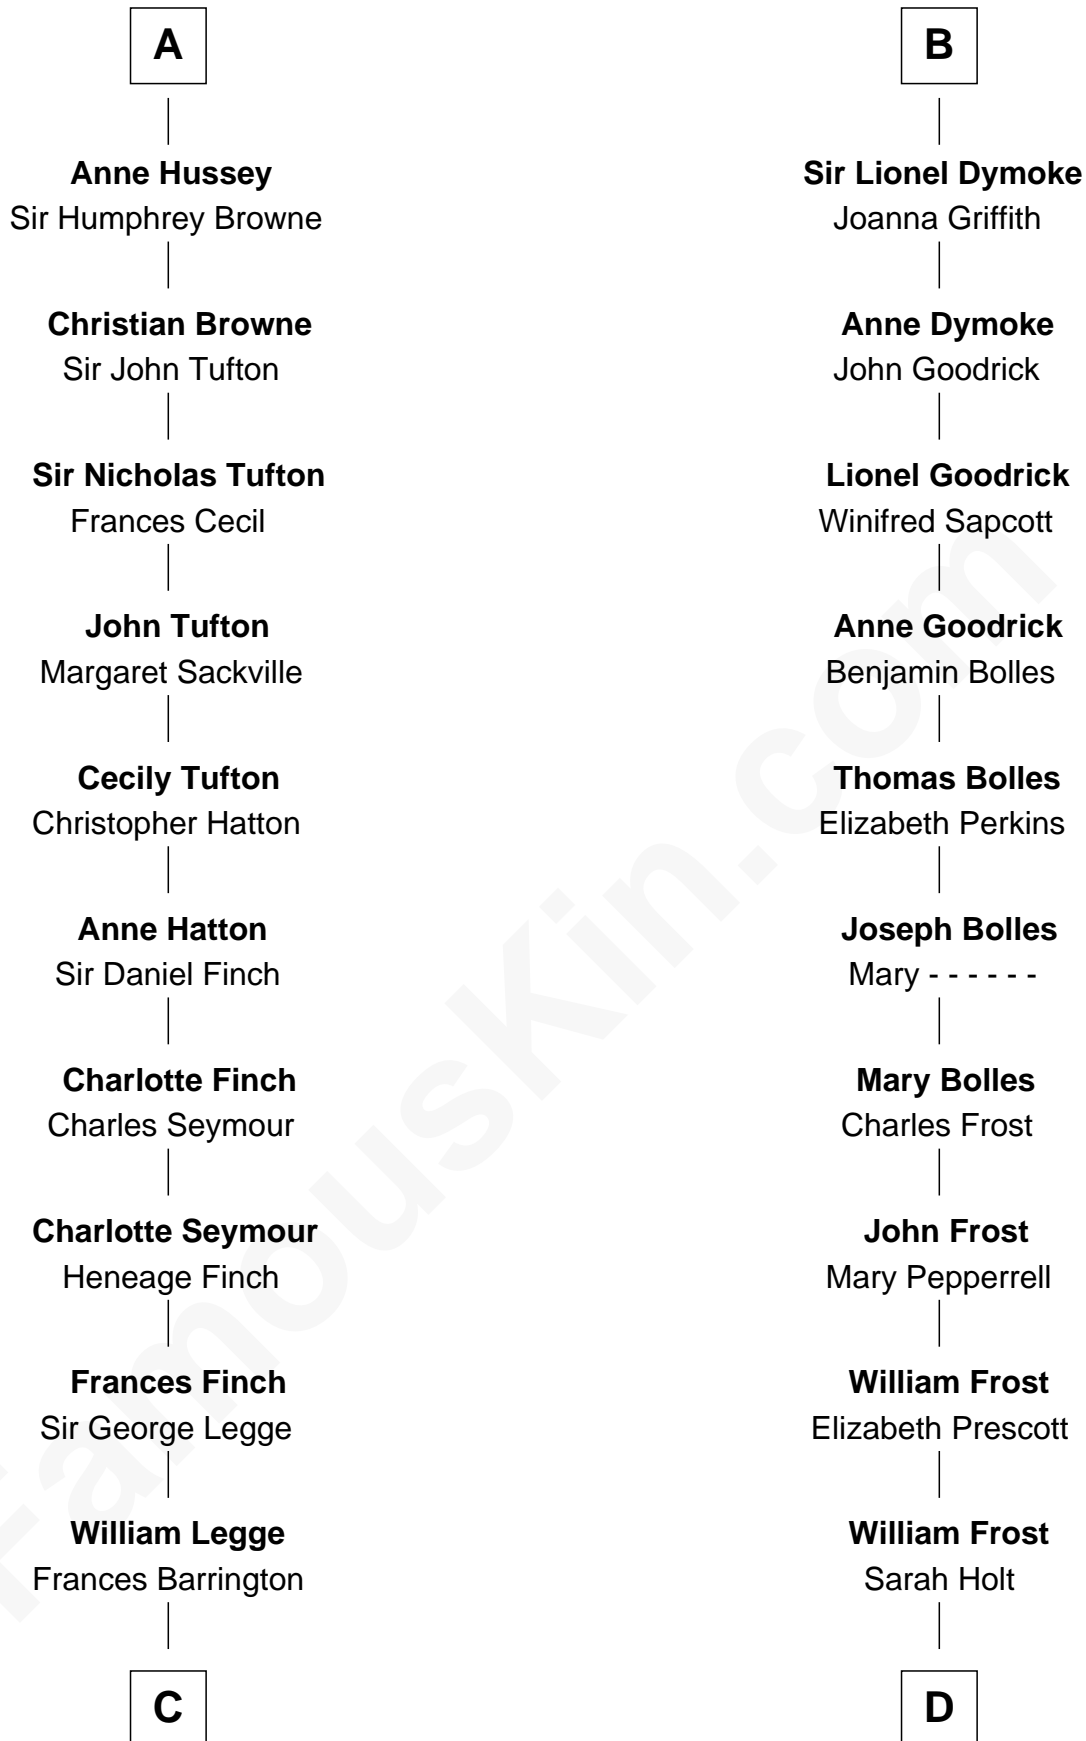 A
Anne Hussey
Sir Humphrey Browne
Christian Browne
Sir John Tufton
Sir Nicholas Tufton
Frances Cecil
John Tufton
Margaret Sackville
Cecily Tufton
Christopher Hatton
Anne Hatton
Sir Daniel Finch
Charlotte Finch
Charles Seymour
Charlotte Seymour
Heneage Finch
Frances Finch
Sir George Legge
William Legge
Frances Barrington
C
B
Sir Lionel Dymoke
Joanna Griffith
Anne Dymoke
John Goodrick
Lionel Goodrick
Winifred Sapcott
Anne Goodrick
Benjamin Bolles
Thomas Bolles
Elizabeth Perkins
Joseph Bolles
Mary - - - - - -
Mary Bolles
Charles Frost
John Frost
Mary Pepperrell
William Frost
Elizabeth Prescott
William Frost
Sarah Holt
D
FamousKin.com